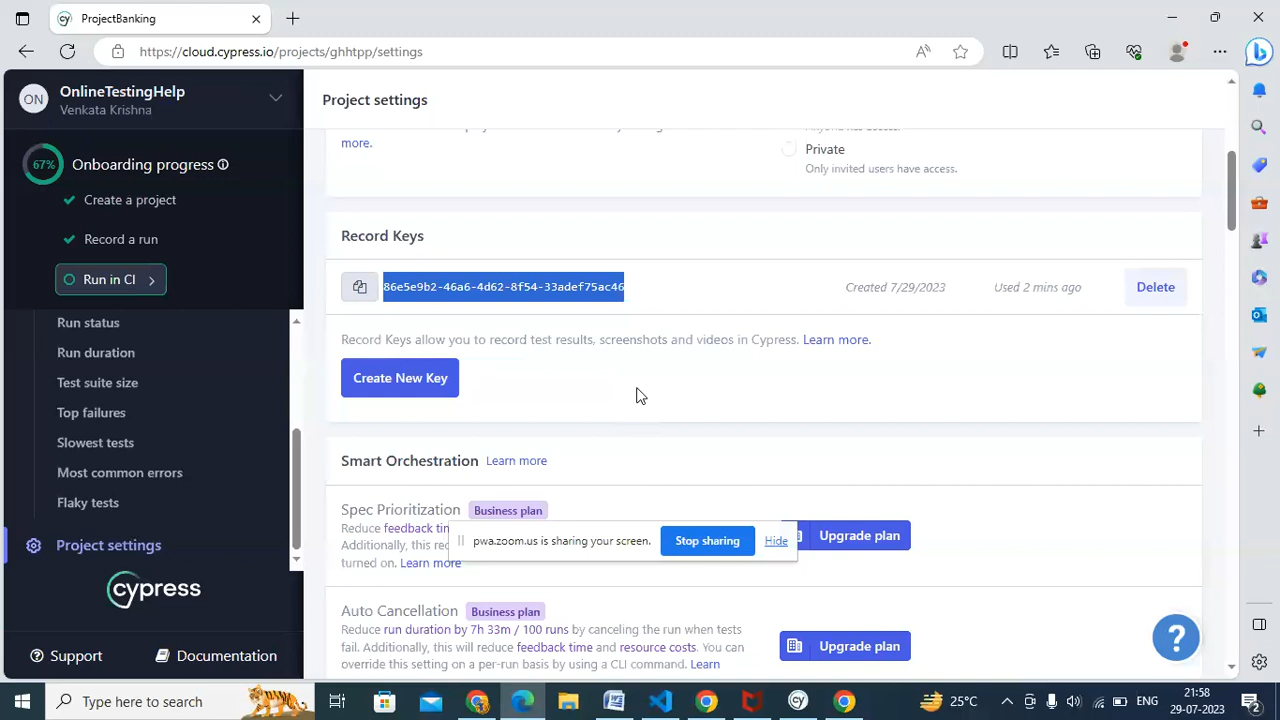 ProjectBanking
https://cloud.cypress.io/projects/ghhtpp/settings
ON
OnlineTestingHelp
Venkata Krishna
67%
Onboarding progress
Create a project
Record a run
Run in CI
Run status
Run duration
Test suite size
Top failures
Slowest tests
Most common errors
Flaky tests
Project settings
cypress
Support
Documentation
Project settings
more.
Private
Only invited users have access.
Record Keys
86e5e9b2-46a6-4d62-8f54-33adef75ac46
Created 7/29/2023
Used 2 mins ago
Delete
Record Keys allow you to record test results, screenshots and videos in Cypress. Learn more.
Create New Key
Smart Orchestration Learn more
Spec Prioritization Business plan
Reduce feedback
Additionally, this
turned on. Learn more
Upgrade plan
pwa.zoom.us is sharing your screen.
Stop sharing
Hide
Auto Cancellation Business plan
Reduce run duration by 7h 33m / 100 runs by canceling the run when tests
fail. Additionally, this will reduce feedback time and resource costs. You can
override this setting on a per-run basis by using a CLI command. Learn
Upgrade plan
?
Type here to search
25°C
ENG
21:58
29-07-2023
2